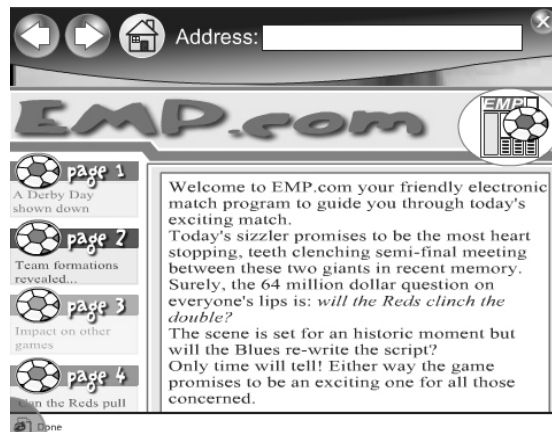 Address:
EMP.com
EMP
page 1
A Derby Day
shown down
page 2
Team formations
revealed...
page 3
Impact on other
games
page 4
Can the Reds pull
Welcome to EMP.com your friendly electronic
match program to guide you through today's
exciting match.
Today's sizzler promises to be the most heart
stopping, teeth clenching semi-final meeting
between these two giants in recent memory.
Surely, the 64 million dollar question on
everyone's lips is: will the Reds clinch the
double?
The scene is set for an historic moment but
will the Blues re-write the script?
Only time will tell! Either way the game
promises to be an exciting one for all those
concerned.
Done